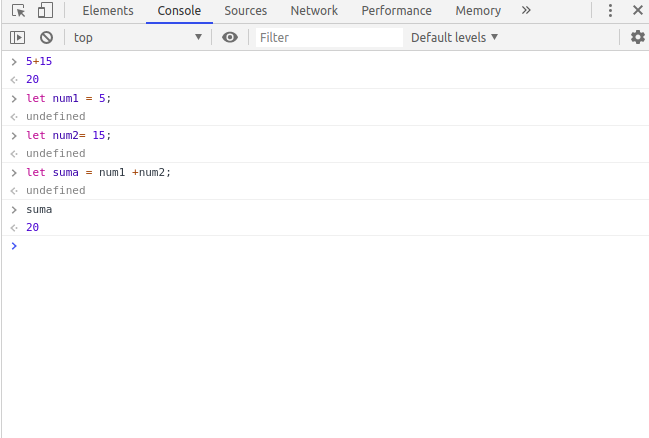 Elements Console Sources Network Performance Memory
top Filter Default levels
5+15
20
let num1 = 5;
undefined
let num2= 15;
undefined
let suma = num1 +num2;
undefined
suma
20